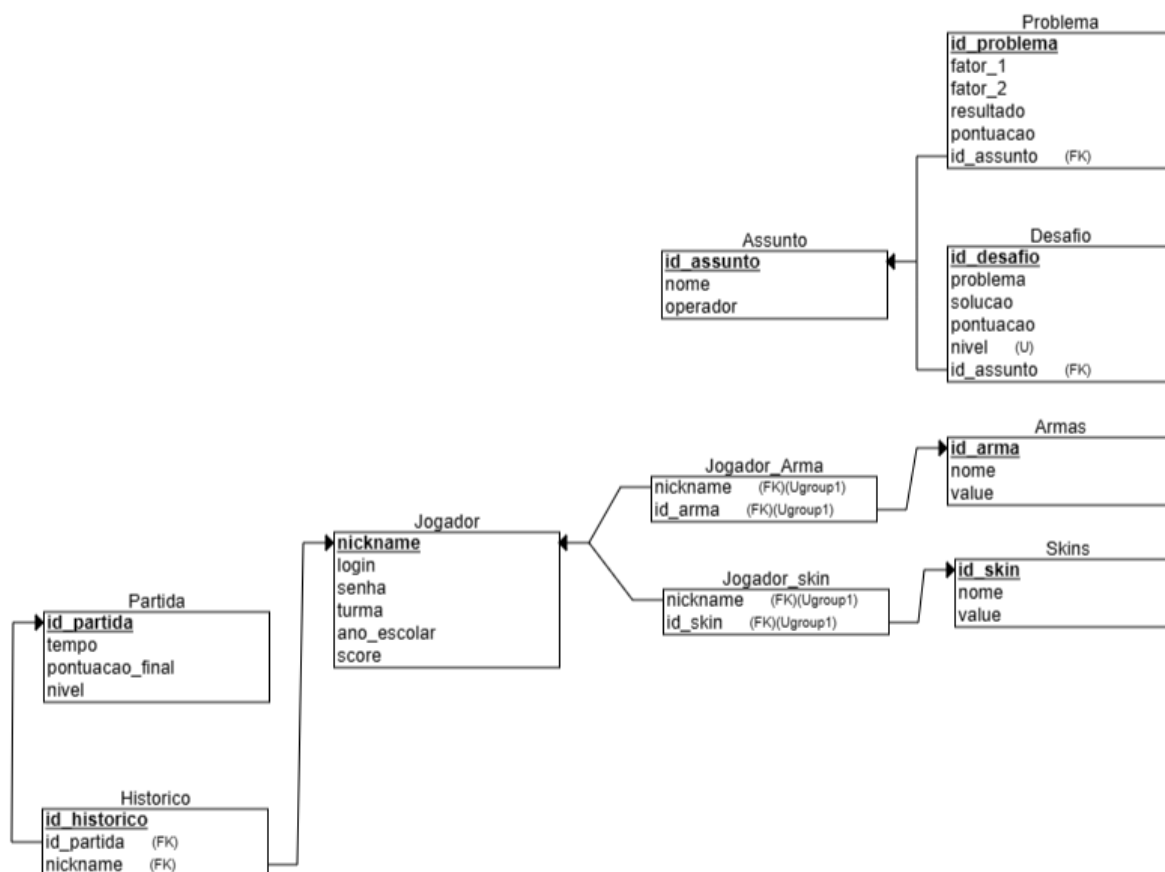 Problema
id_problema
fator_1
fator_2
resultado
pontuacao
id_assunto (FK)
Assunto
id_assunto
nome
operador
Desafio
id_desafio
problema
solucao
pontuacao
nivel (U)
id_assunto (FK)
Armas
id_arma
nome
value
Jogador_Arma
nickname (FK)(Ugroup1)
id_arma (FK)(Ugroup1)
Jogador
nickname
login
senha
turma
ano_escolar
score
Skins
id_skin
nome
value
Jogador_skin
nickname (FK)(Ugroup1)
id_skin (FK)(Ugroup1)
Partida
id_partida
tempo
pontuacao_final
nivel
Historico
id_historico
id_partida (FK)
nickname (FK)